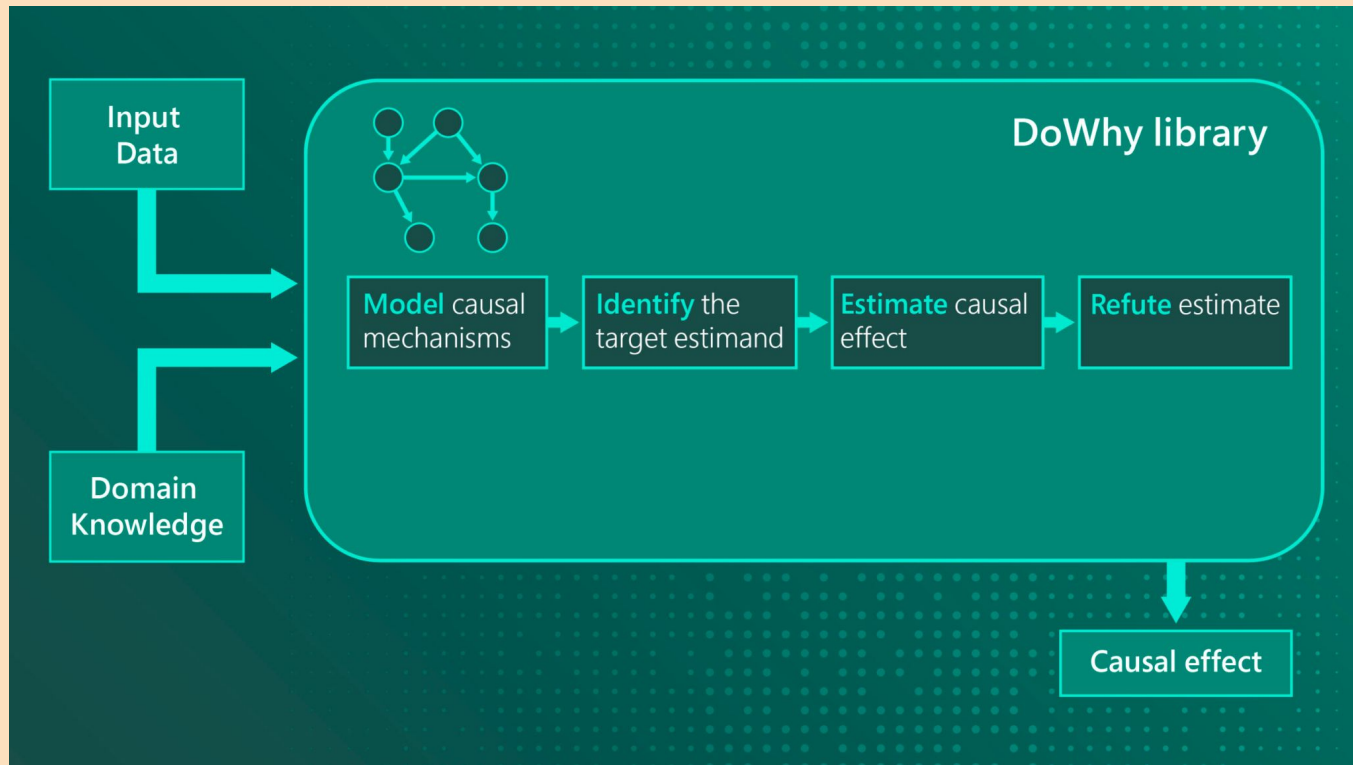 Input
Data
DoWhy library
Model causal
mechanisms
Identify the
target estimand
Estimate causal
effect
Refute estimate
Domain
Knowledge
Causal effect